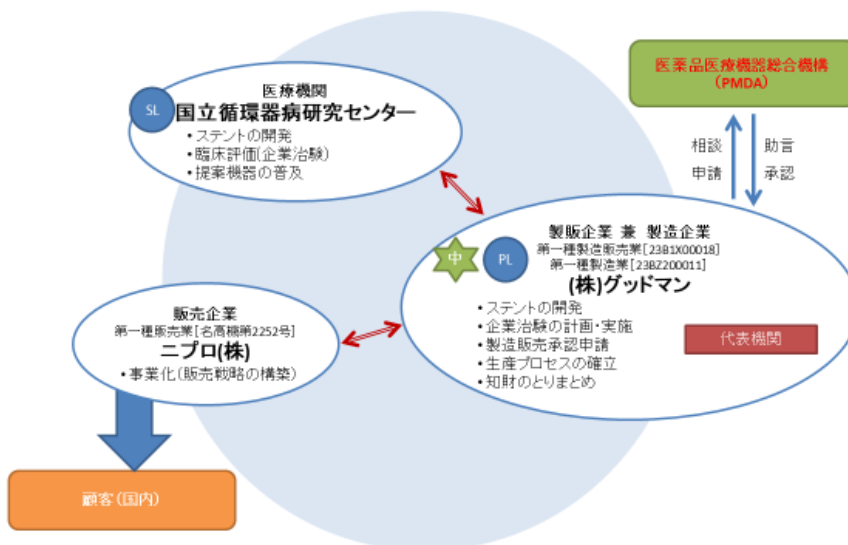 医薬品医療機器総合機構
（PMDA）
相談
申請
助言
承認
医療機関
SL
国立循環器病研究センター
•ステントの開発
•臨床評価(企業治験)
•提案機器の普及
製販企業 兼 製造企業
第一種製造販売業[23B1X00018]
第一種製造業[23BZ200011]
中
PL
(株)グッドマン
•ステントの開発
•企業治験の計画・実施
•製造販売承認申請
•生産プロセスの確立
•知財のとりまとめ
代表機関
販売企業
第一種販売業[名高機第2252号]
ニプロ(株)
•事業化（販売戦略の構築）
顧客（国内）